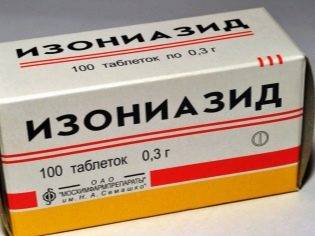 ИЗОНИАЗИД
100 таблеток по 0,3 г
ИЗОНИАЗИД
100 таблеток 0,3 г
ОАО
"МОСХИМФАРМПРЕПАРАТЫ"
им. Н. А. Семашко